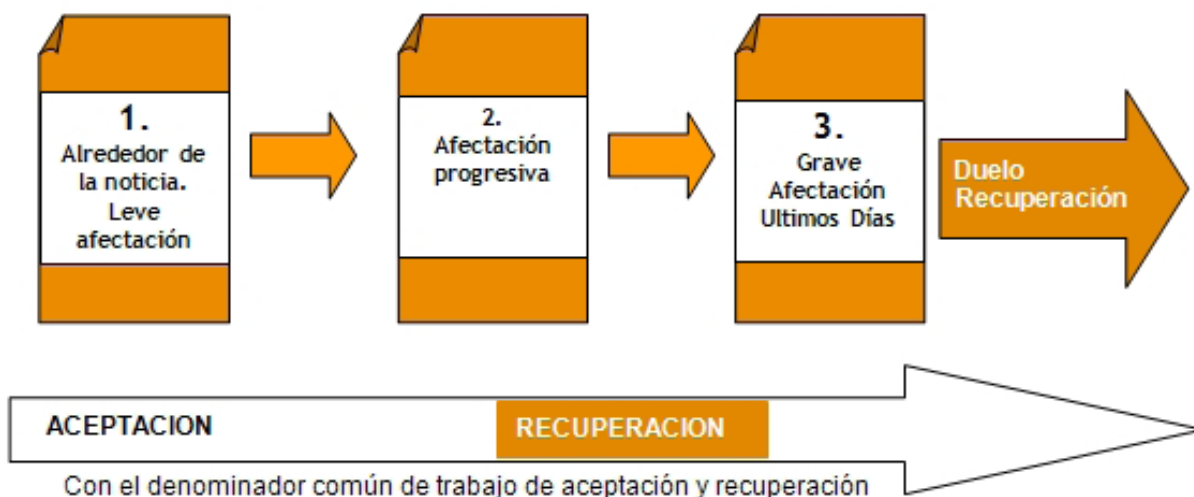 1.
Alrededor de
la noticia.
Leve
afectación
2.
Afectación
progresiva
3.
Grave
Afectación
Ultimos Días
Duelo
Recuperación
ACEPTACION
RECUPERACION
Con el denominador común de trabajo de aceptación y recuperación